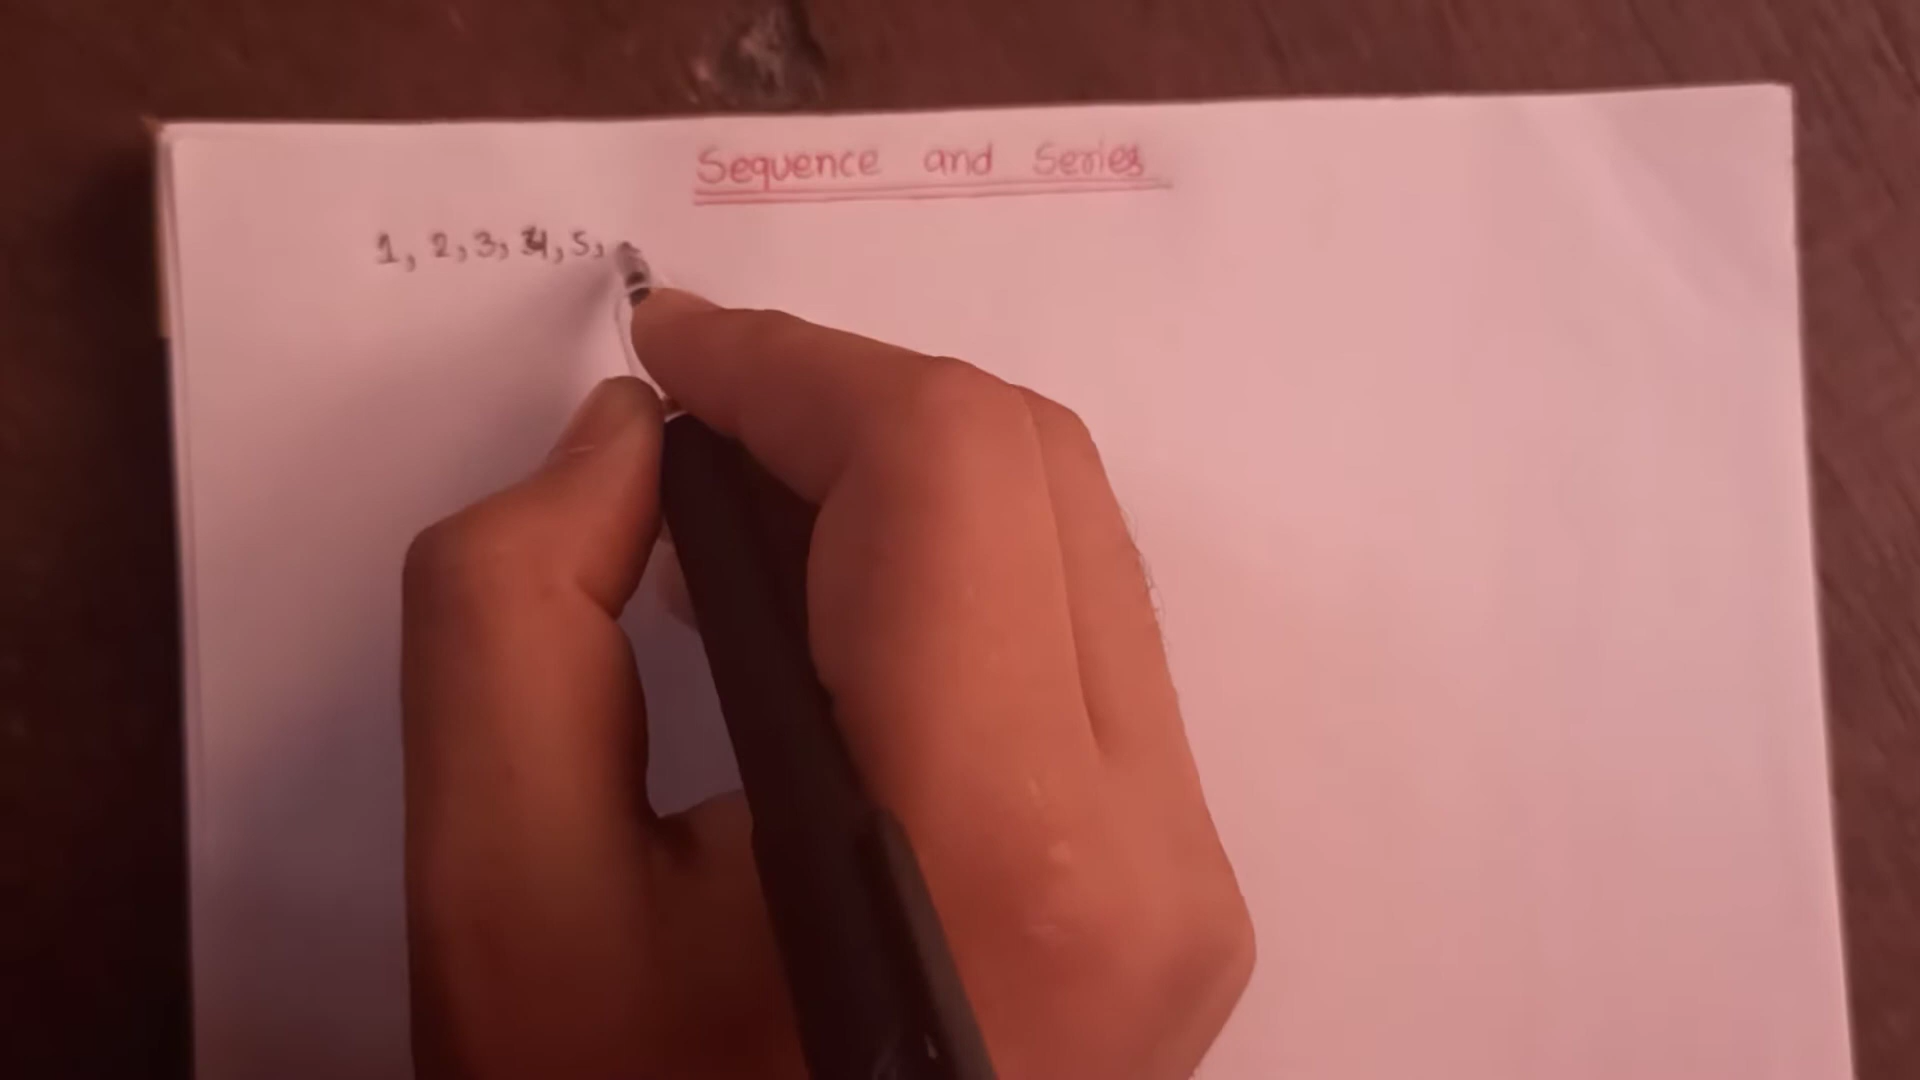 Sequence and Series
1, 2, 3, 4, 5,